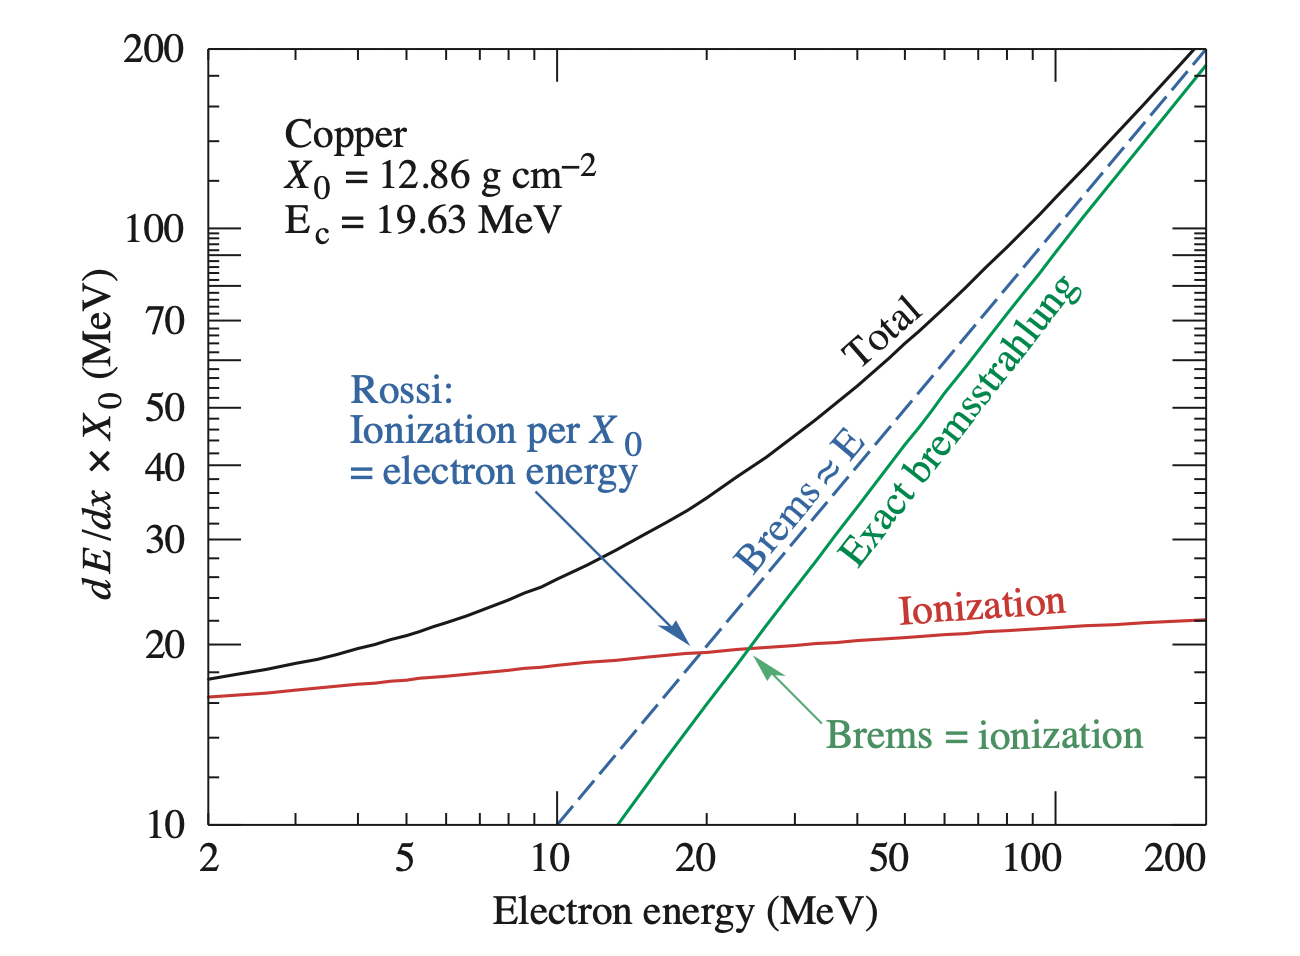 200
100
70
50
40
30
20
10
dE/dx × X₀ (MeV)
Copper
X₀ = 12.86 g cm⁻²
E_c = 19.63 MeV
Rossi:
Ionization per X₀
= electron energy
Total
Brems ≈ E
Exact bremsstrahlung
Ionization
Brems = ionization
2 5 10 20 50 100 200
Electron energy (MeV)